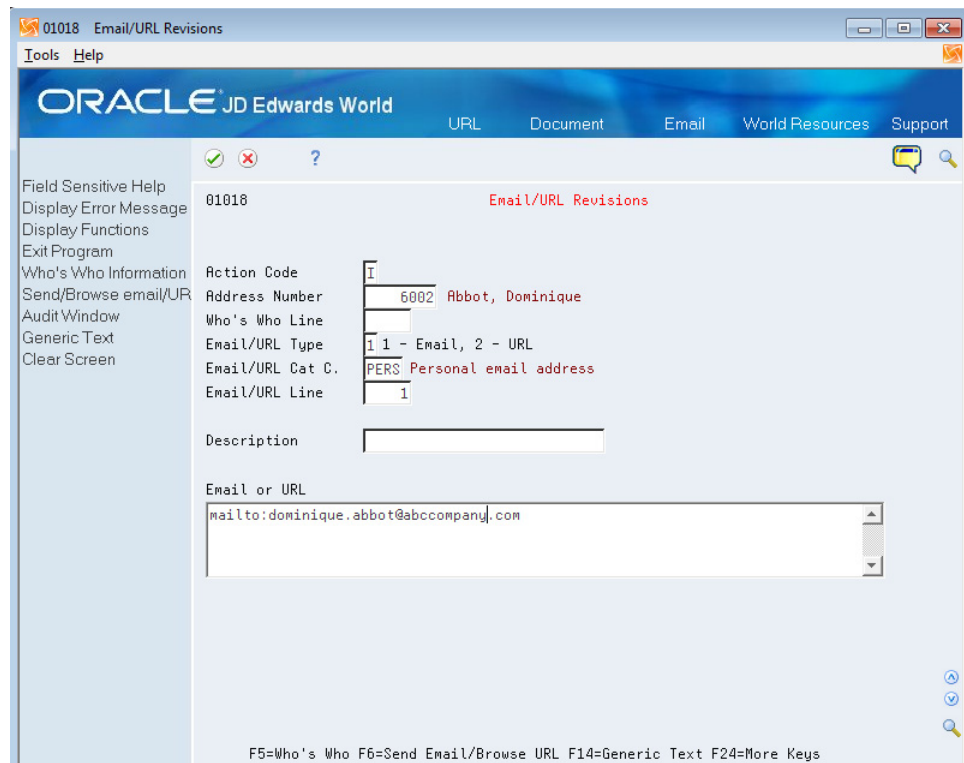 01018 Email/URL Revisions
Tools Help
ORACLE JD Edwards World
URL Document Email World Resources Support
?
Field Sensitive Help
Display Error Message
Display Functions
Exit Program
Who's Who Information
Send/Browse email/UR
Audit Window
Generic Text
Clear Screen
01018 Email/URL Revisions
Action Code I
Address Number 6002 Abbot, Dominique
Who's Who Line
Email/URL Type 1 1 - Email, 2 - URL
Email/URL Cat C. PERS Personal email address
Email/URL Line 1
Description
Email or URL
mailto:dominique.abbot@abccompany.com
F5=Who's Who F6=Send Email/Browse URL F14=Generic Text F24=More Keys